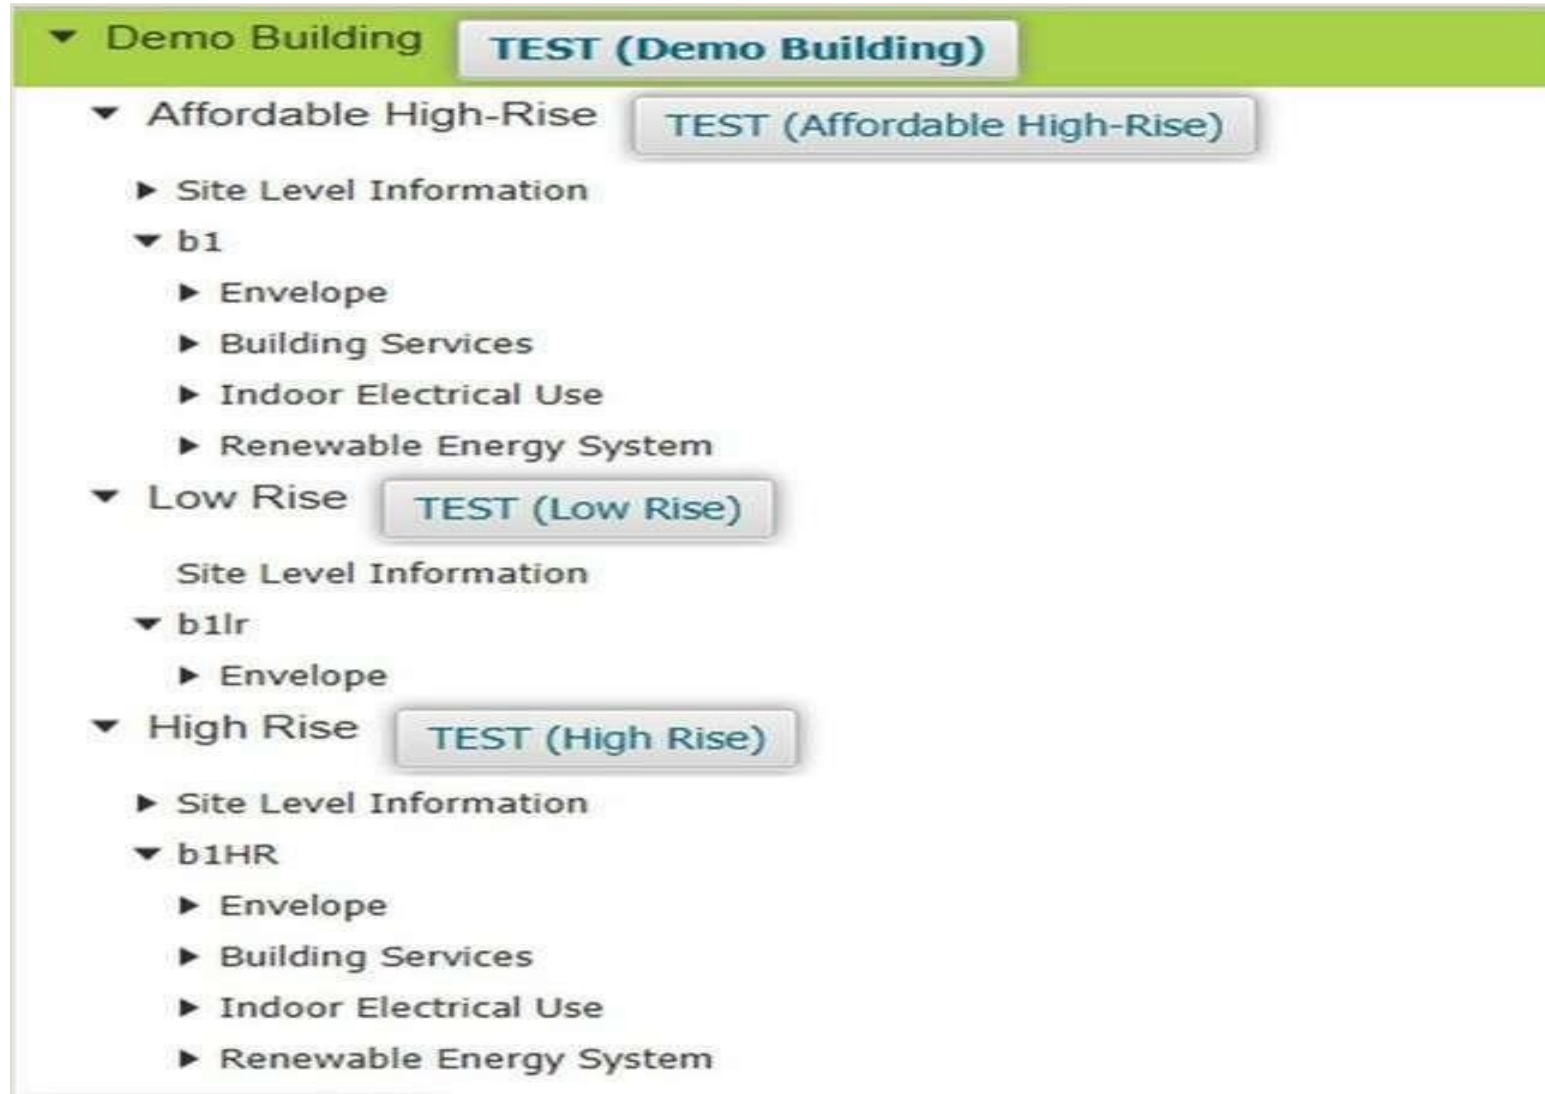 Demo Building TEST (Demo Building)
Affordable High-Rise TEST (Affordable High-Rise)
Site Level Information
b1
Envelope
Building Services
Indoor Electrical Use
Renewable Energy System
Low Rise TEST (Low Rise)
Site Level Information
b1lr
Envelope
High Rise TEST (High Rise)
Site Level Information
b1HR
Envelope
Building Services
Indoor Electrical Use
Renewable Energy System